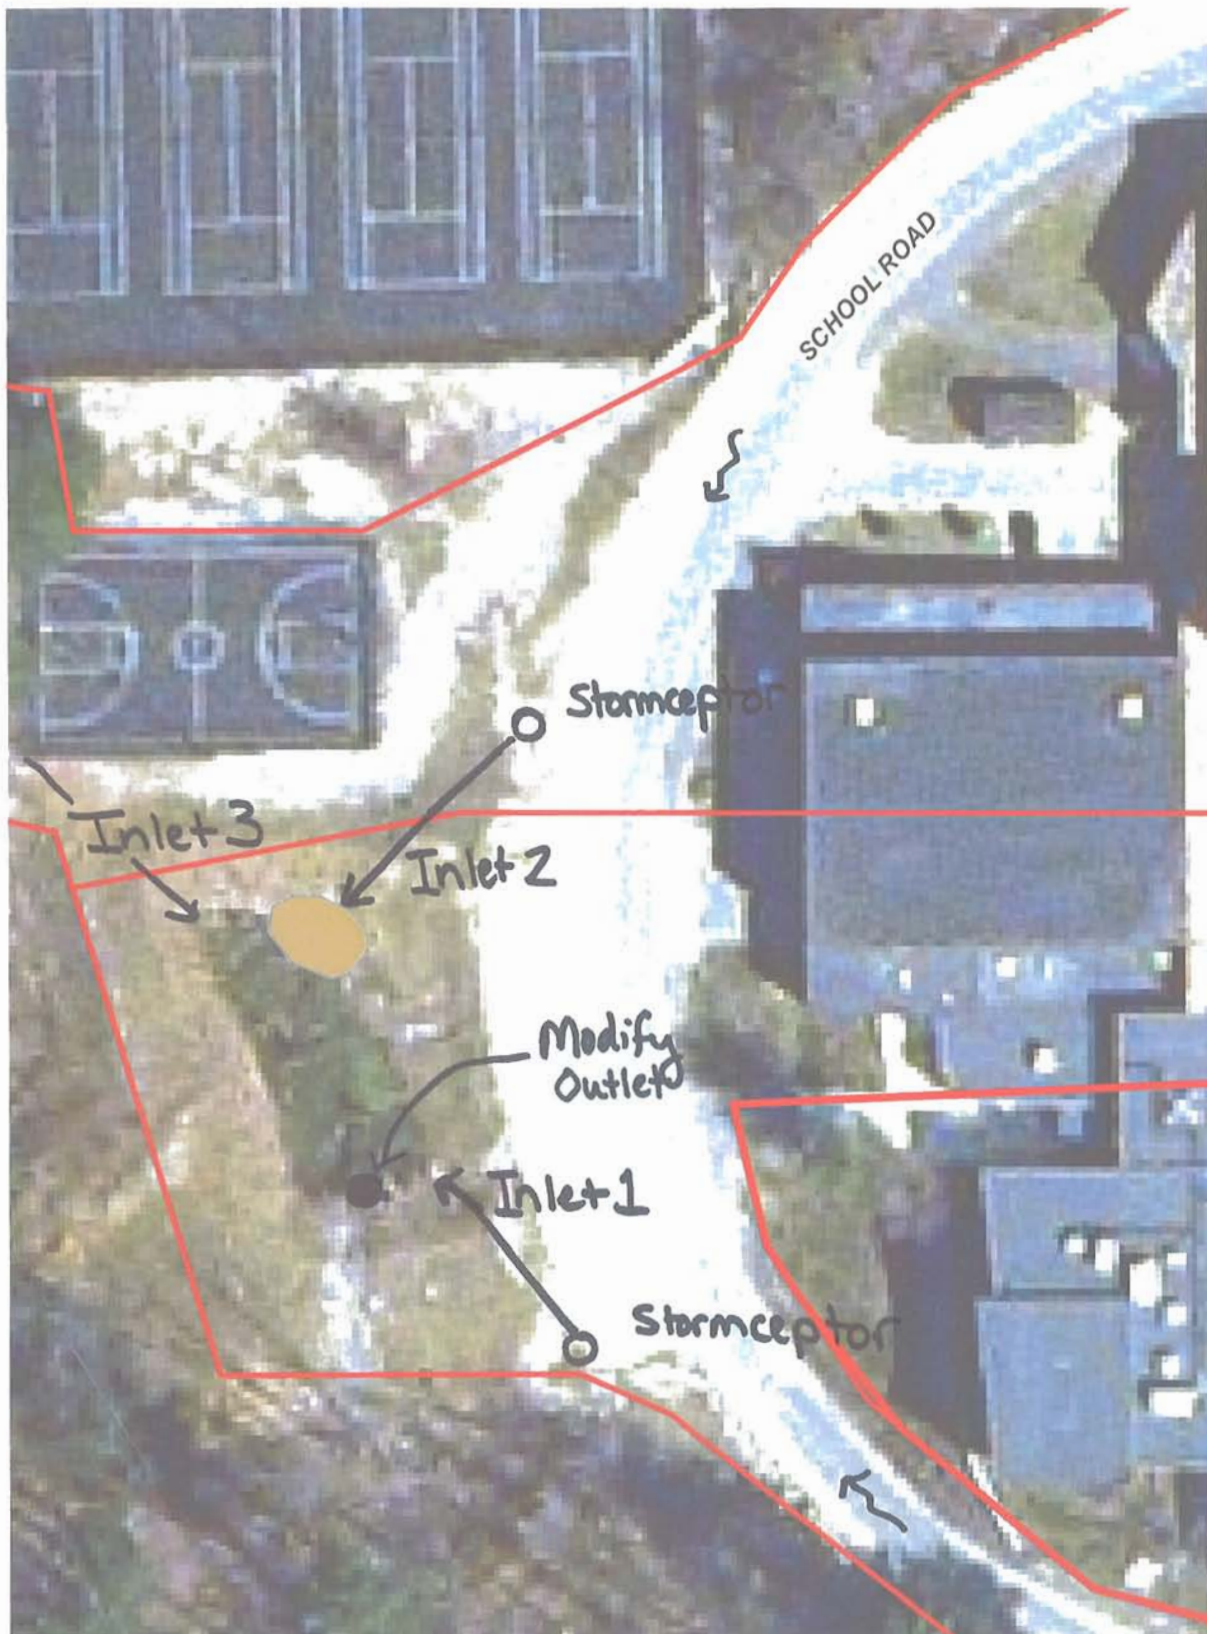 SCHOOL ROAD
Stormceptor
Inlet 3
Inlet 2
Modify
Outlet
Inlet 1
Stormceptor